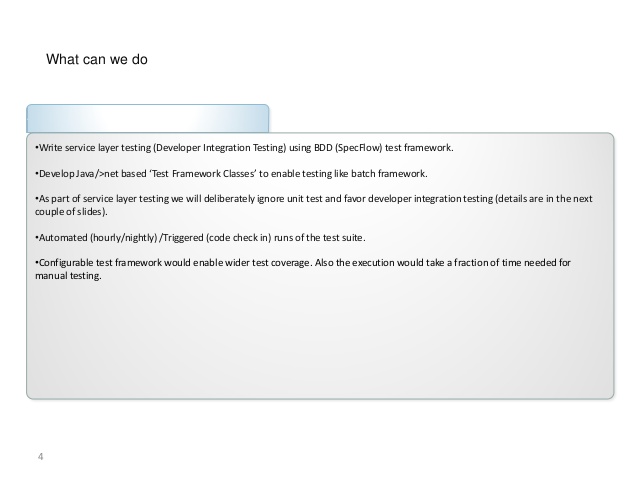 What can we do
•Write service layer testing (Developer Integration Testing) using BDD (SpecFlow) test framework.
•Develop Java/>net based ‘Test Framework Classes’ to enable testing like batch framework.
•As part of service layer testing we will deliberately ignore unit test and favor developer integration testing (details are in the next
couple of slides).
•Automated (hourly/nightly) /Triggered (code check in) runs of the test suite.
•Configurable test framework would enable wider test coverage. Also the execution would take a fraction of time needed for
manual testing.
4